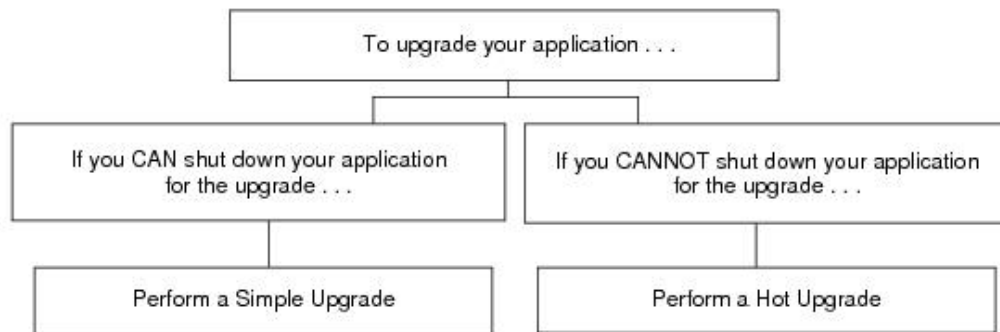 To upgrade your application . . .
If you CAN shut down your application
for the upgrade . . .
If you CANNOT shut down your application
for the upgrade . . .
Perform a Simple Upgrade
Perform a Hot Upgrade